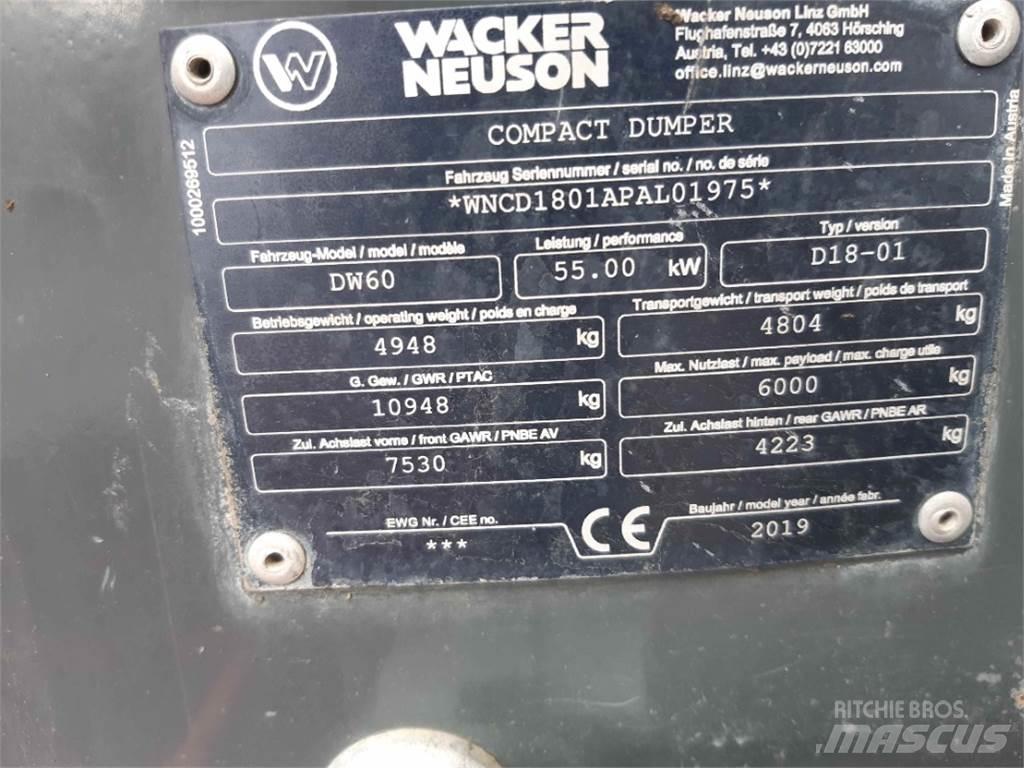 W
WACKER
NEUSON
Wacker Neuson Linz GmbH
Flughafenstraße 7, 4063 Hörsching
Austria, Tel. +43 (0)7221 63000
office.linz@wackerneuson.com
COMPACT DUMPER
Fahrzeug Seriennummer / serial no. / no. de série
*WNCD1801APAL01975*
Fahrzeug-Model / model / modèle
DW60
Leistung / performance
55.00 kW
Typ / version
D18-01
Betriebsgewicht / operating weight / poids en charge
4948 kg
Transportgewicht / transport weight / poids de transport
4804 kg
G. Gew. / GWR / PTAC
10948 kg
Max. Nutzlast / max. payload / max. charge utile
6000 kg
Zul. Achslast vorne / front GAWR / PNBE AV
7530 kg
Zul. Achslast hinten / rear GAWR / PNBE AR
4223 kg
EWG Nr. / CEE no.
***
CE
Baujahr / model year / année fabr.
2019
1000269512
Made in Austria
RITCHIE BROS.
MASCUS